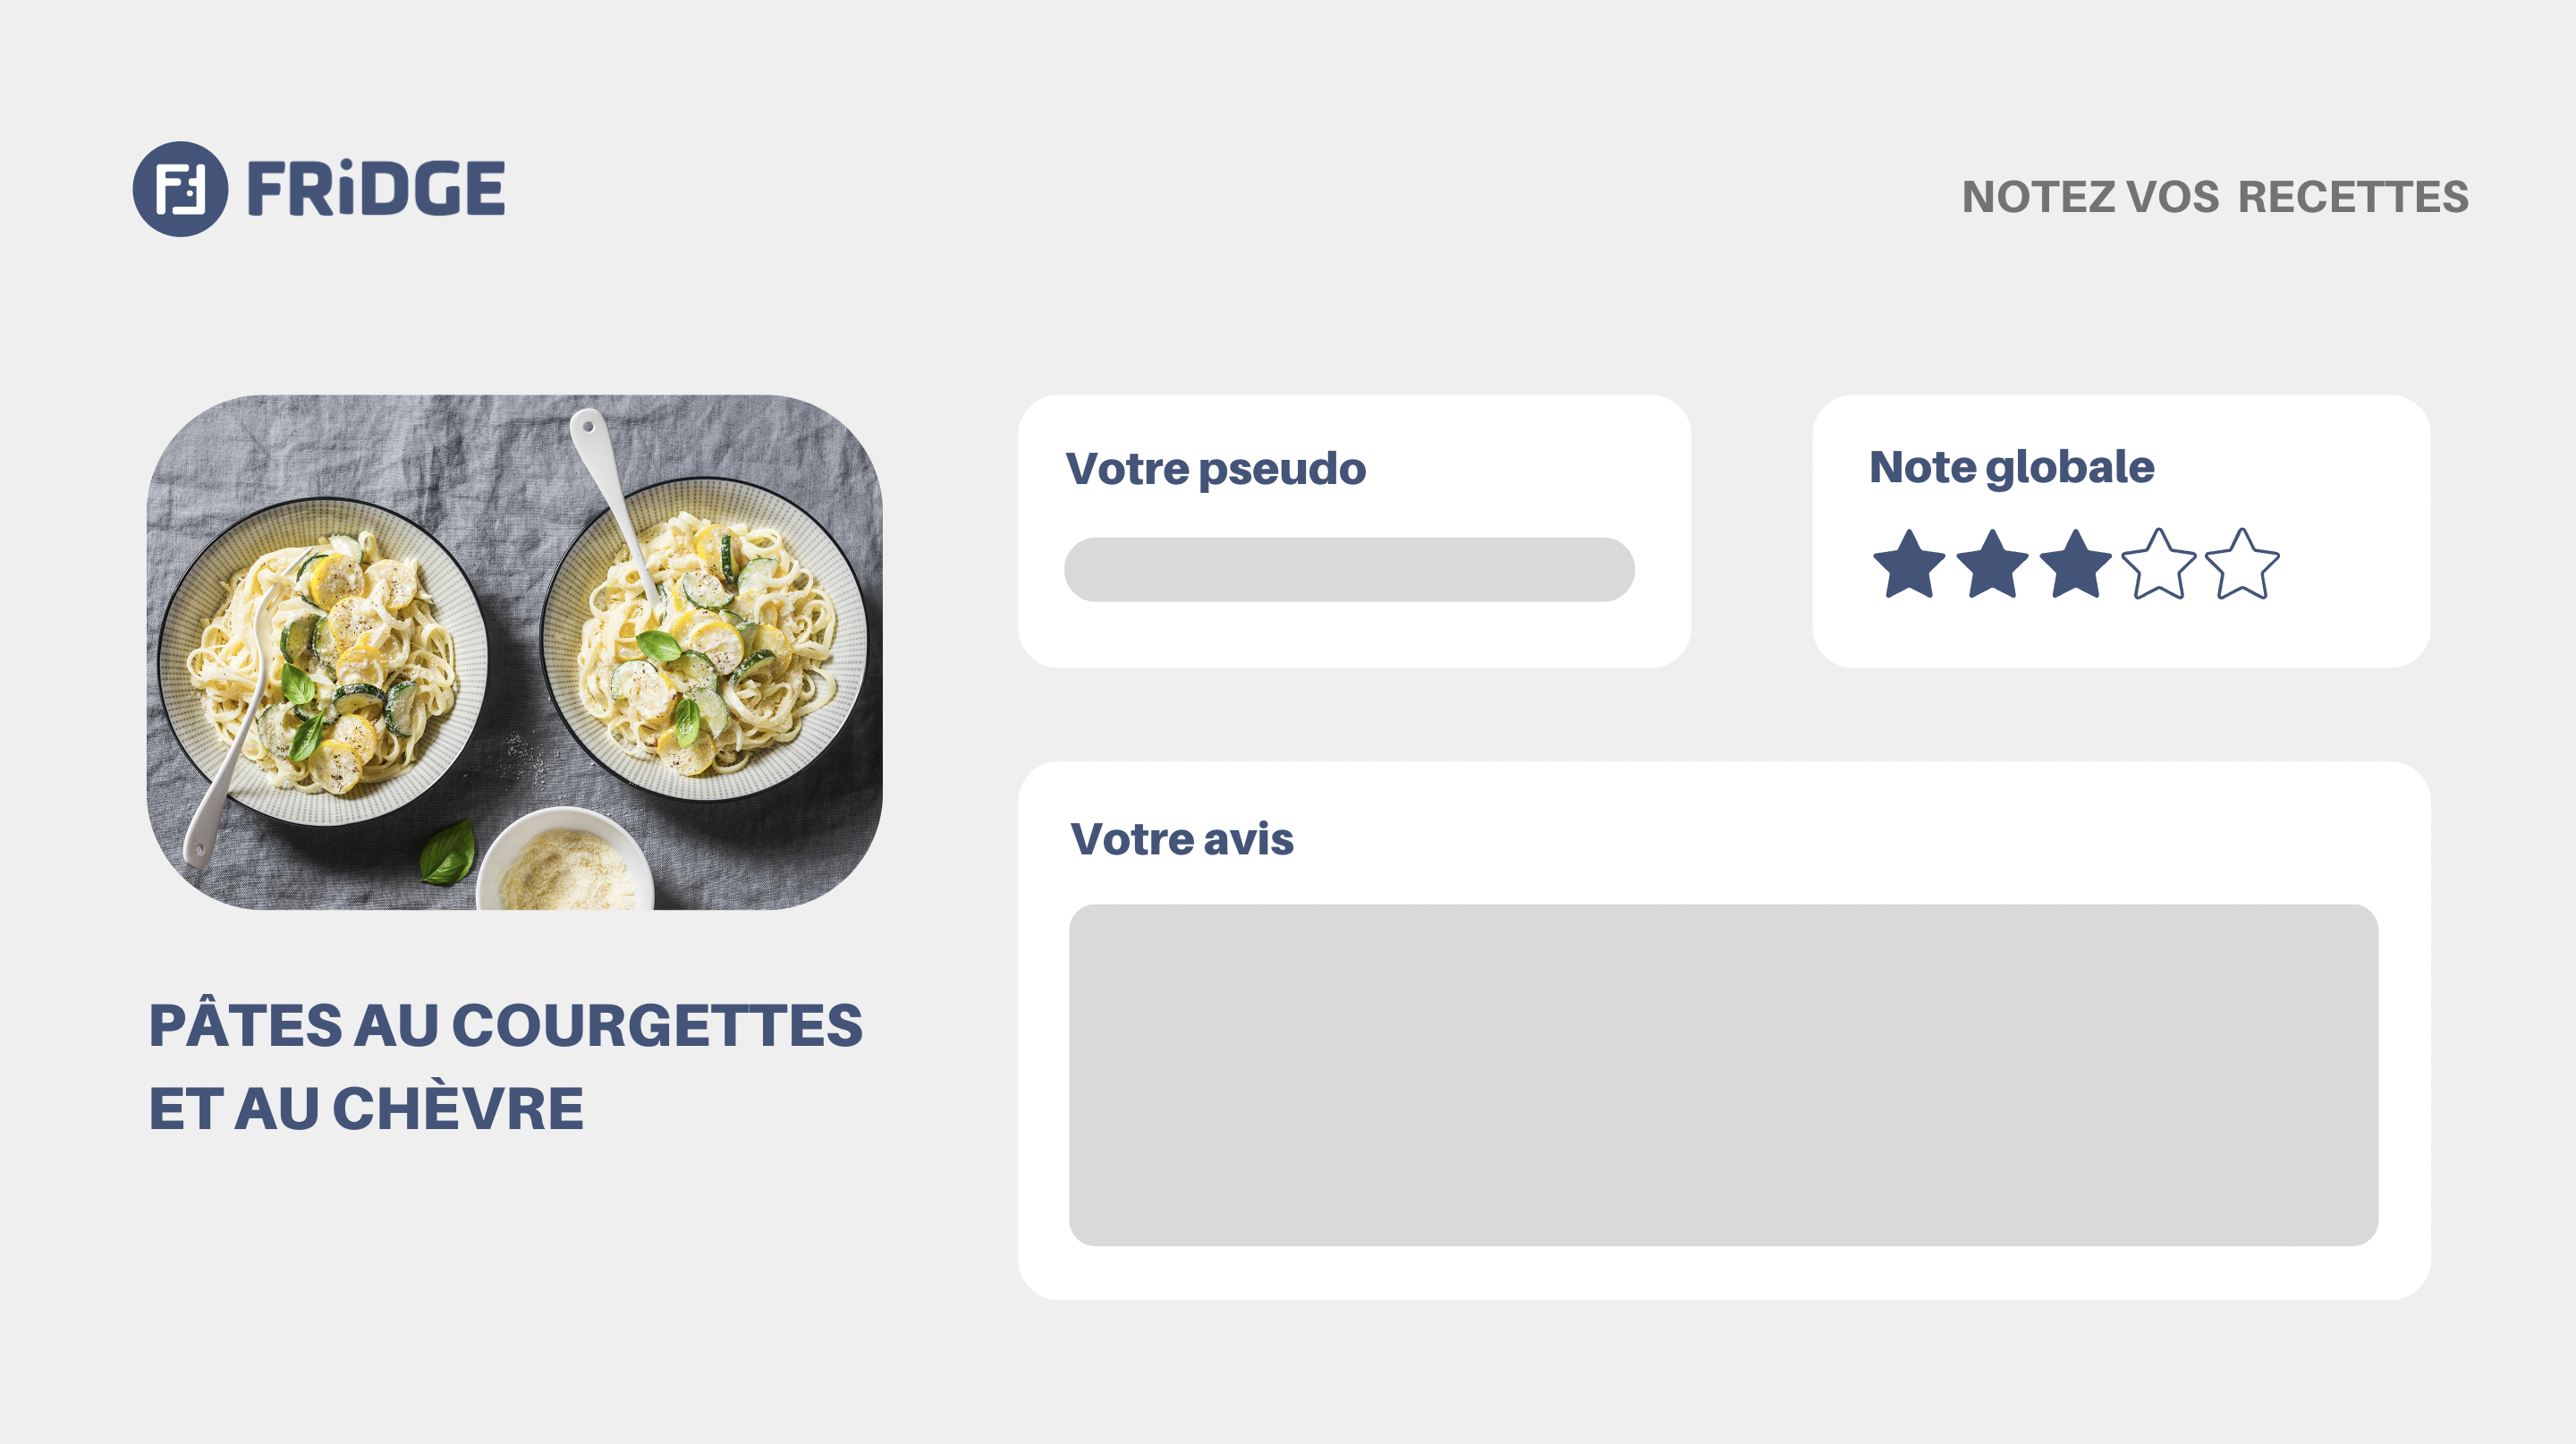 FRiDGE
NOTEZ VOS RECETTES
Votre pseudo
Note globale
Votre avis
PÂTES AU COURGETTES
ET AU CHÈVRE